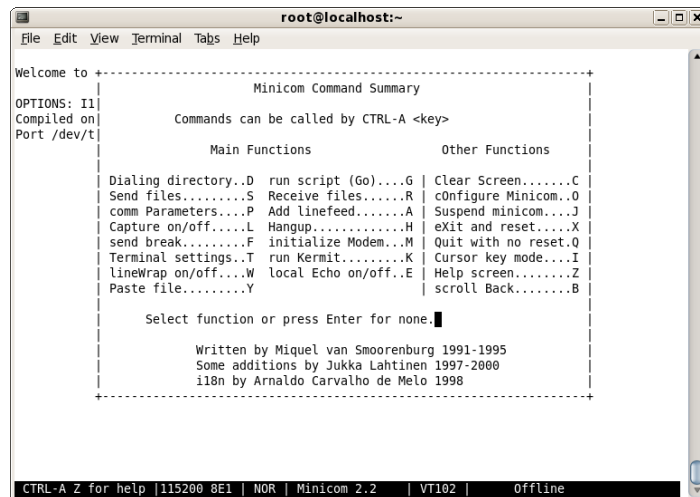 root@localhost:~
File Edit View Terminal Tabs Help
Welcome to
Minicom Command Summary
OPTIONS: I1
Compiled on
Commands can be called by CTRL-A <key>
Port /dev/t
Main Functions Other Functions
Dialing directory..D run script (Go)....G | Clear Screen.......C
Send files.........S Receive files......R | cOnfigure Minicom..O
comm Parameters....P Add linefeed.......A | Suspend minicom....J
Capture on/off.....L Hangup.............H | eXit and reset.....X
send break.........F initialize Modem...M | Quit with no reset.Q
Terminal settings..T run Kermit.........K | Cursor key mode....I
lineWrap on/off....W local Echo on/off..E | Help screen........Z
Paste file.........Y | scroll Back........B
Select function or press Enter for none.
Written by Miquel van Smoorenburg 1991-1995
Some additions by Jukka Lahtinen 1997-2000
i18n by Arnaldo Carvalho de Melo 1998
CTRL-A Z for help |115200 8E1 | NOR | Minicom 2.2 | VT102 | Offline